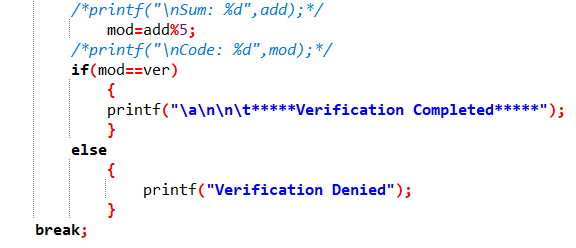 /*printf("\nSum: %d",add);*/
mod=add%5;
/*printf("\nCode: %d",mod);*/
if(mod==ver)
{
printf("\a\n\n\t*****Verification Completed*****");
}
else
{
printf("Verification Denied");
}
break;